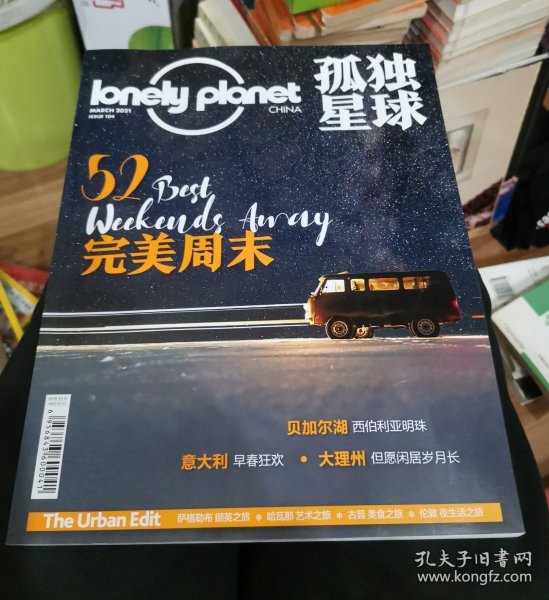 lonely planet
CHINA
孤独
星球
MARCH 2021
ISSUE 104
52 Best
Weekends Away
完美周末
贝加尔湖 西伯利亚明珠
意大利 早春狂欢 • 大理州 但愿闲居岁月长
The Urban Edit 萨格勒布 撷英之旅 * 哈瓦那 艺术之旅 * 古晋 美食之旅 * 伦敦 夜生活之旅
孔夫子旧书网
www.kongfz.com